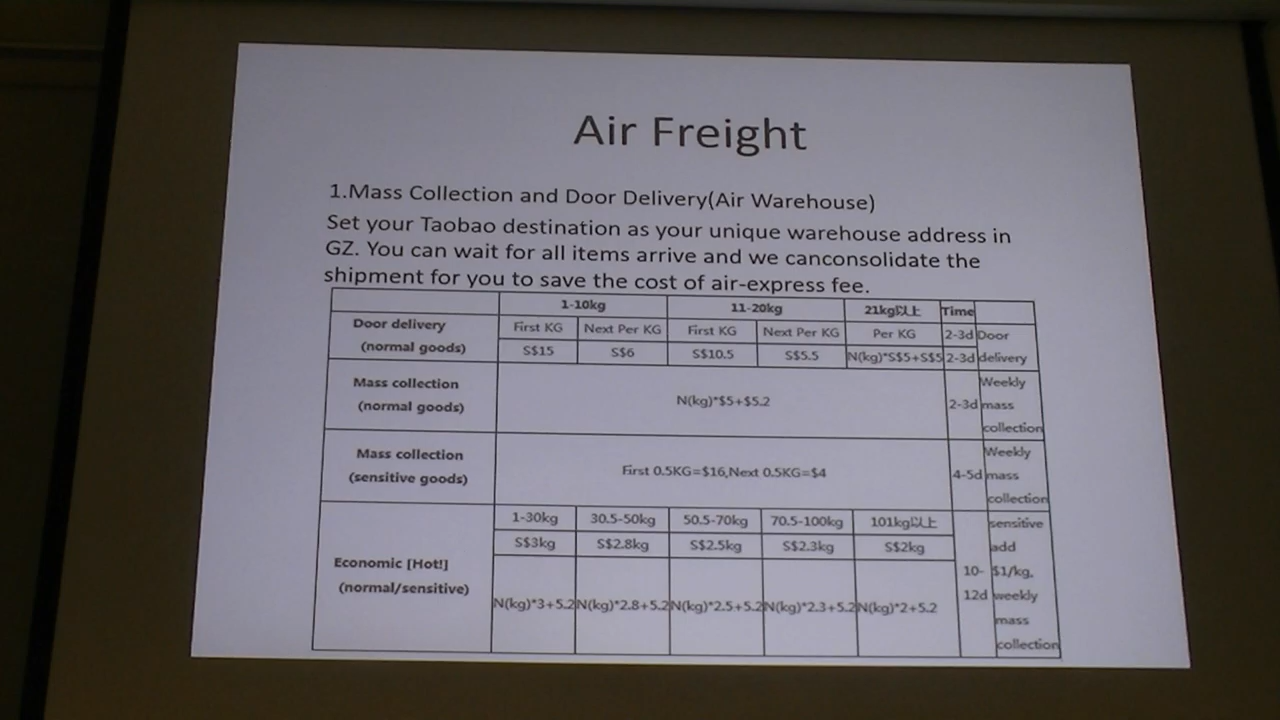 Air Freight
1.Mass Collection and Door Delivery(Air Warehouse)
Set your Taobao destination as your unique warehouse address in
GZ. You can wait for all items arrive and we canconsolidate the
shipment for you to save the cost of air-express fee.
1-10kg 11-20kg 21kg以上 Time
Door delivery
(normal goods)
First KG Next Per KG First KG Next Per KG Per KG 2-3d Door
S$15 S$6 S$10.5 S$5.5 N(kg)*S$5+S$5 2-3d delivery
Mass collection
(normal goods)
N(kg)*$5+$5.2
2-3d
Weekly
mass
collection
Mass collection
(sensitive goods)
First 0.5KG=$16,Next 0.5KG=$4
4-5d
Weekly
mass
collection
Economic [Hot!]
(normal/sensitive)
1-30kg 30.5-50kg 50.5-70kg 70.5-100kg 101kg以上
S$3kg S$2.8kg S$2.5kg S$2.3kg S$2kg
N(kg)*3+5.2 N(kg)*2.8+5.2 N(kg)*2.5+5.2 N(kg)*2.3+5.2 N(kg)*2+5.2
10-
12d
sensitive
add
$1/kg,
weekly
mass
collection